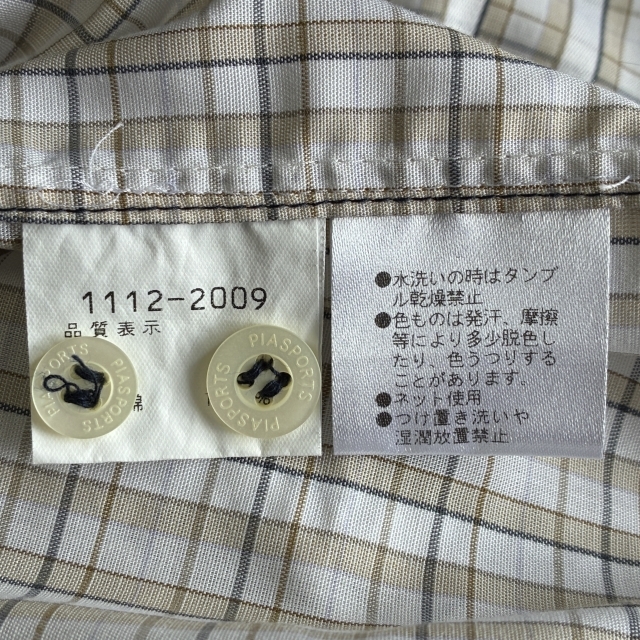 1112-2009
品質表示
綿
PIASPORTS
PIASPORTS
PIASPORTS
PIASPORTS
●水洗いの時はタンブ
ル乾燥禁止
●色ものは発汗、摩擦
等により多少脱色し
たり、色うつりする
ことがあります。
●ネット使用
●つけ置き洗いや
湿潤放置禁止